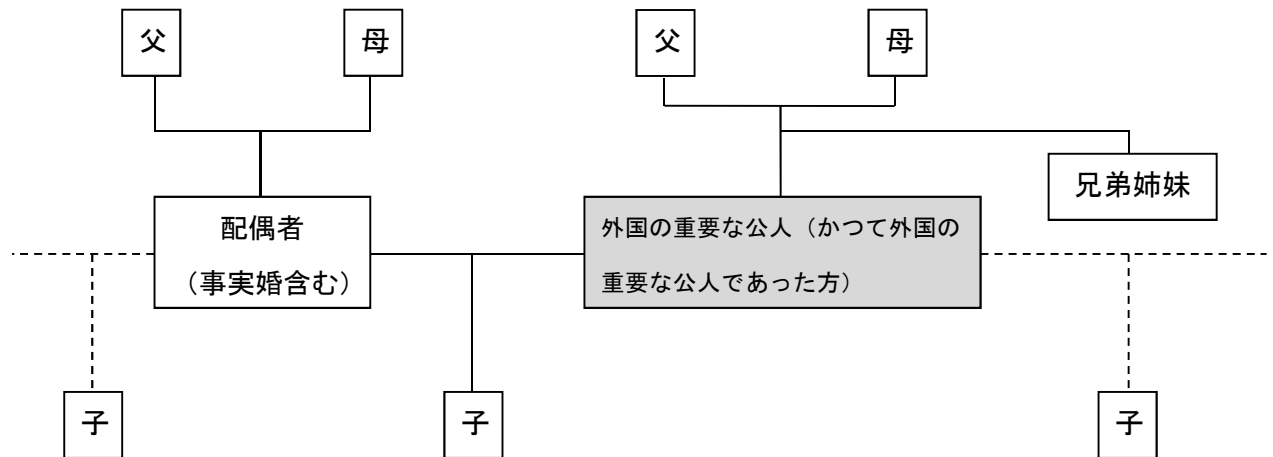 父
母
父
母
兄弟姉妹
配偶者
（事実婚含む）
外国の重要な公人（かつて外国の
重要な公人であった方）
子
子
子